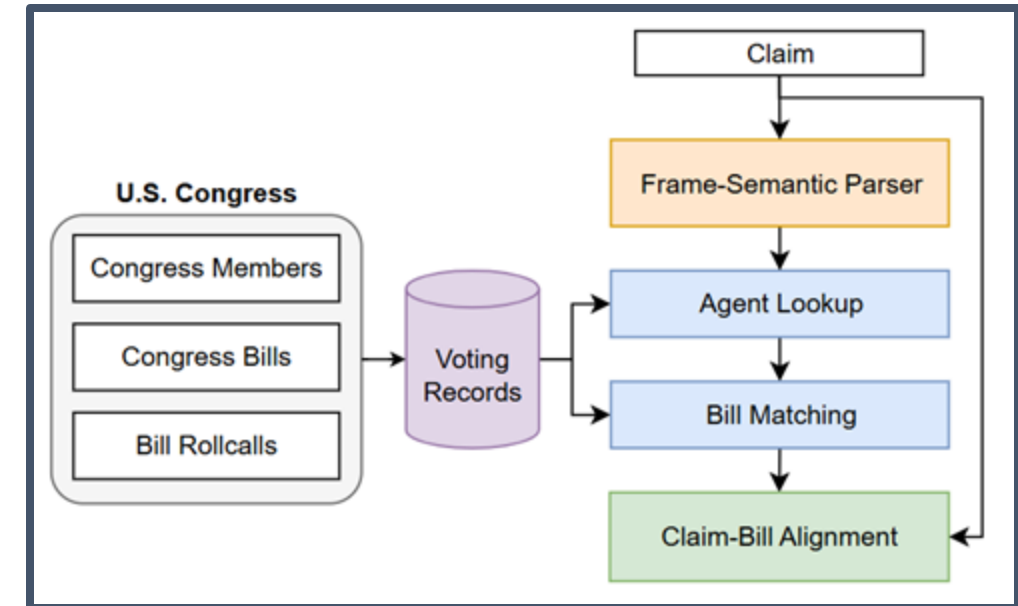 Claim
Frame-Semantic Parser
U.S. Congress
Congress Members
Agent Lookup
Congress Bills
Voting
Records
Bill Matching
Bill Rollcalls
Claim-Bill Alignment